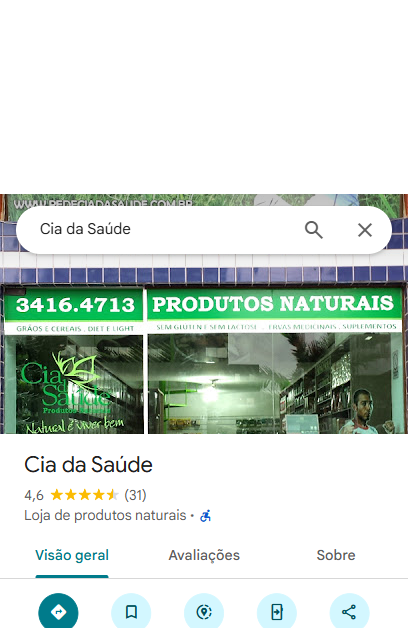 WWW.REDECIADASAUDE.COM.BR
Cia da Saúde
3416.4713
PRODUTOS NATURAIS
GRÃOS E CEREAIS . DIET E LIGHT
SEM GLUTEN E SEM LACTOSE . ERVAS MEDICINAIS . SUPLEMENTOS
Cia
da
Saúde
Produtos Naturais
Natural é viver bem
Cia da Saúde
4,6 (31)
Loja de produtos naturais ·
Visão geral Avaliações Sobre